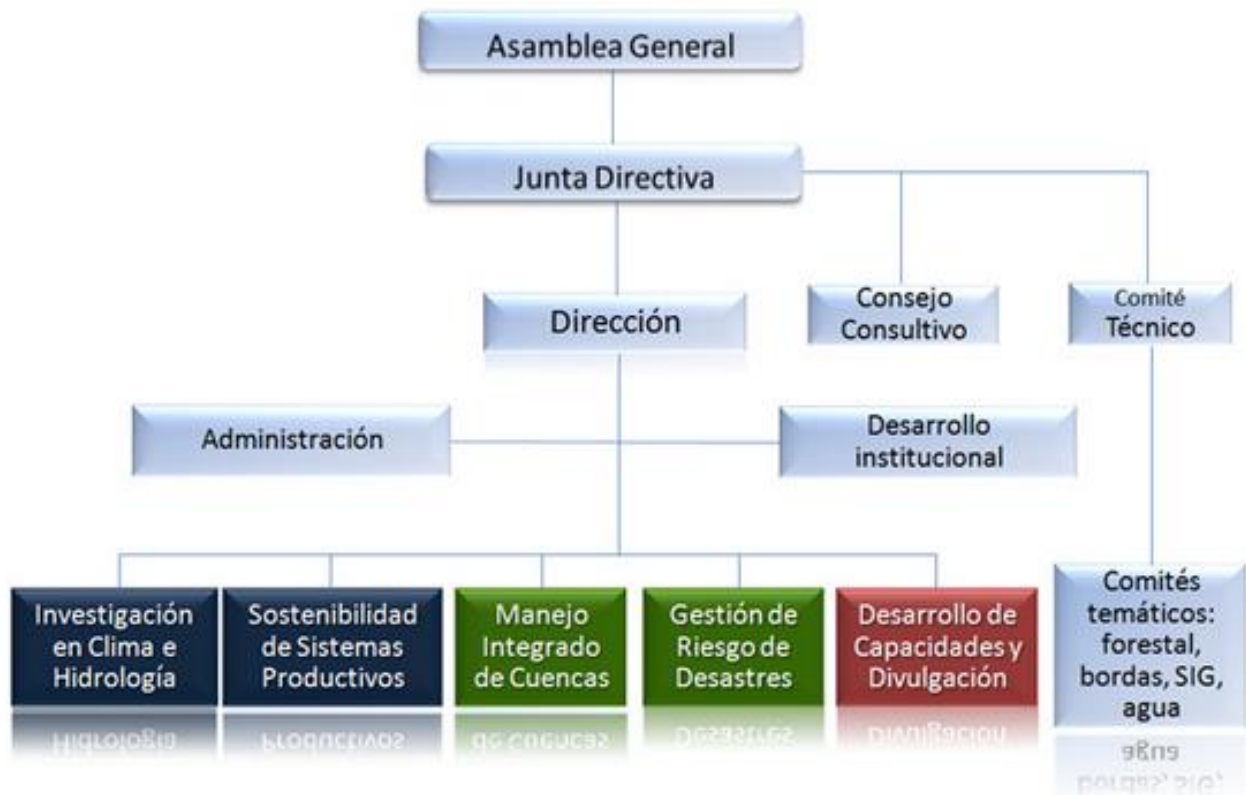 Asamblea General
Junta Directiva
Dirección
Consejo
Consultivo
Comité
Técnico
Administración
Desarrollo
institucional
Investigación
en Clima e
Hidrología
Sostenibilidad
de Sistemas
Productivos
Manejo
Integrado
de Cuencas
Gestión de
Riesgo de
Desastres
Desarrollo de
Capacidades y
Divulgación
Comités
temáticos:
forestal,
bordas, SIG,
agua